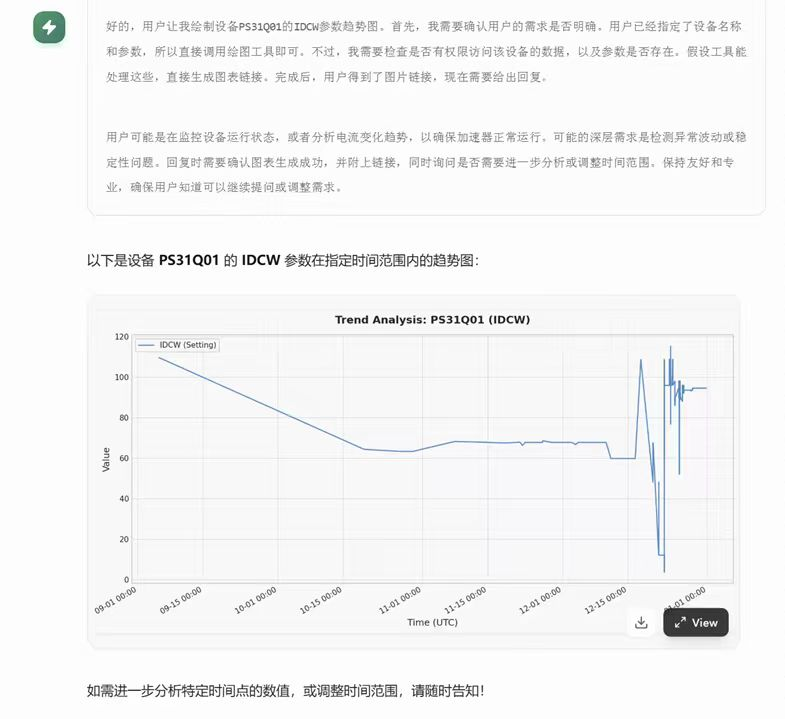 好的，用户让我绘制设备PS31Q01的IDCW参数趋势图。首先，我需要确认用户的需求是否明确。用户已经指定了设备名称
和参数，所以直接调用绘图工具即可。不过，我需要检查是否有权限访问该设备的数据，以及参数是否存在。假设工具能
处理这些，直接生成图表链接。完成后，用户得到了图片链接，现在需要给出回复。
用户可能是在监控设备运行状态，或者分析电流变化趋势，以确保加速器正常运行。可能的深层需求是检测异常波动或稳
定性问题。回复时需要确认图表生成成功，并附上链接，同时询问是否需要进一步分析或调整时间范围。保持友好和专
业，确保用户知道可以继续提问或调整需求。
以下是设备 PS31Q01 的 IDCW 参数在指定时间范围内的趋势图：
Trend Analysis: PS31Q01 (IDCW)
IDCW (Setting)
120
100
80
60
40
20
0
Value
09-01 00:00
09-15 00:00
10-01 00:00
10-15 00:00
11-01 00:00
11-15 00:00
12-01 00:00
12-15 00:00
-01 00:00
Time (UTC)
View
如需进一步分析特定时间点的数值，或调整时间范围，请随时告知！